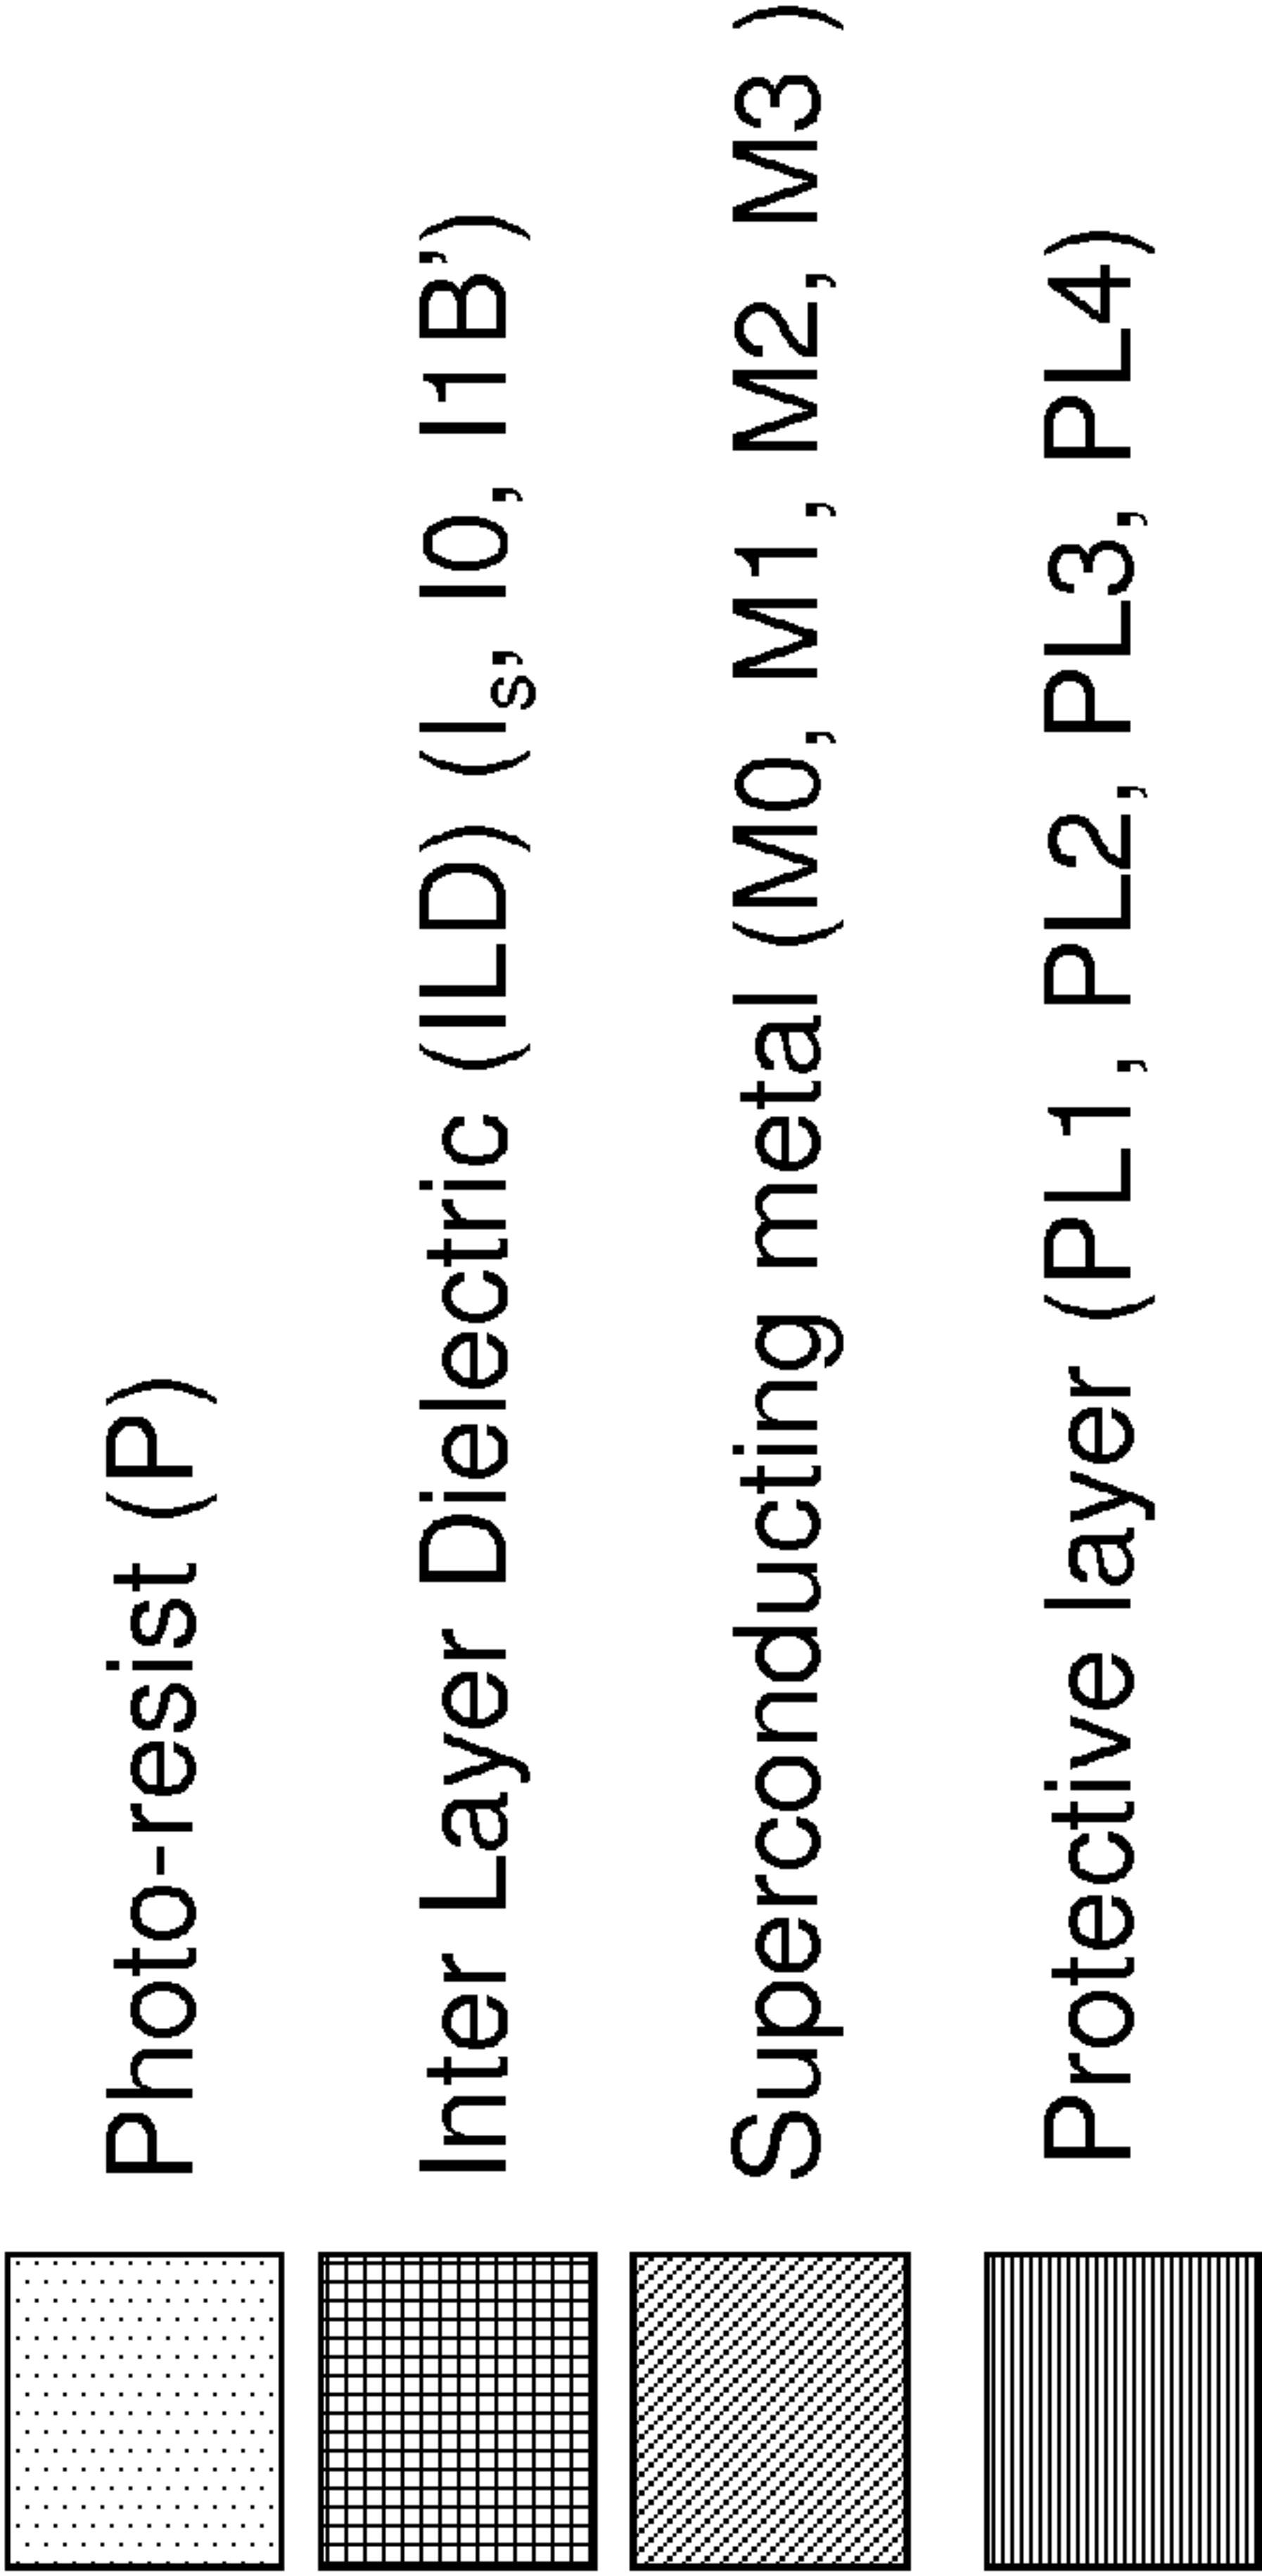 Photo-resist (P)
Inter Layer Dielectric (ILD) (Iₛ, I0, I1B’)
Superconducting metal (M0, M1, M2, M3 )
Protective layer (PL1, PL2, PL3, PL4)